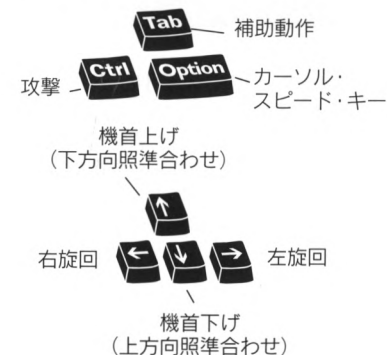 Tab
補助動作
Ctrl
Option
攻撃
カーソル・
スピード・キー
機首上げ
(下方向照準合わせ)
↑
右旋回
←
↓
→
左旋回
機首下げ
(上方向照準合わせ)